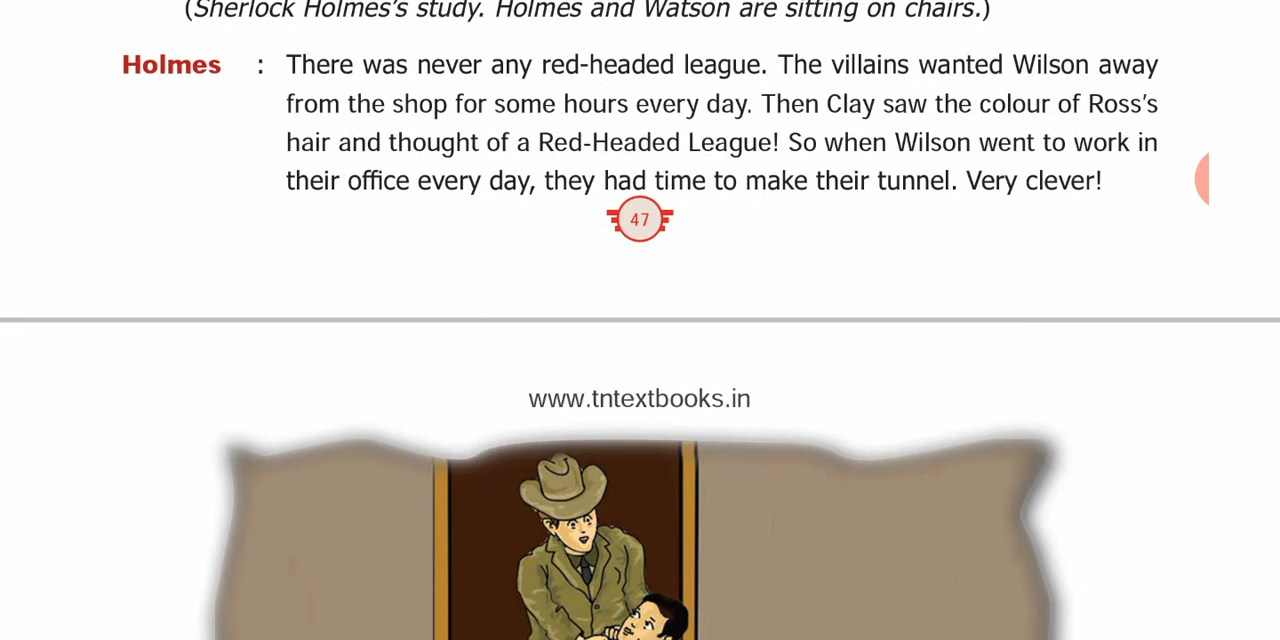 (Sherlock Holmes's study. Holmes and Watson are sitting on chairs.)
Holmes : There was never any red-headed league. The villains wanted Wilson away
from the shop for some hours every day. Then Clay saw the colour of Ross's
hair and thought of a Red-Headed League! So when Wilson went to work in
their office every day, they had time to make their tunnel. Very clever!
47
www.tntextbooks.in